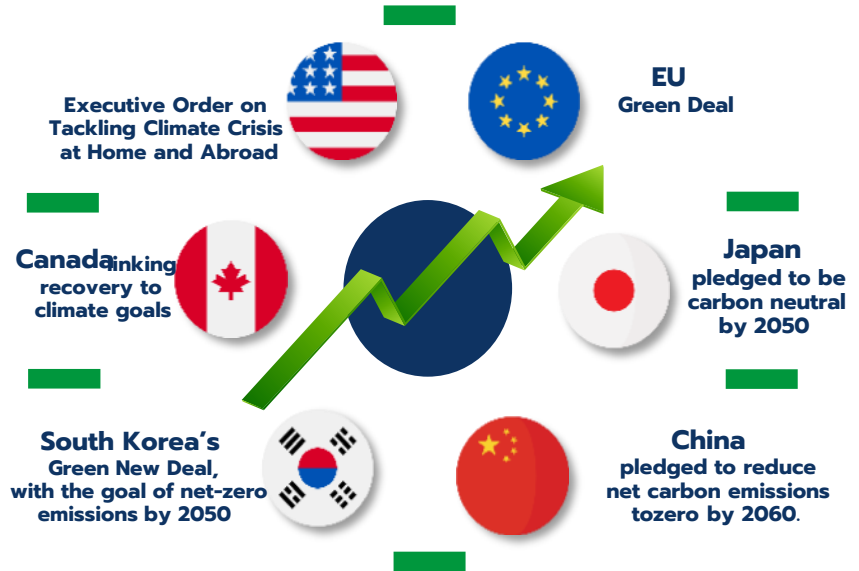 Executive Order on
Tackling Climate Crisis
at Home and Abroad
EU
Green Deal
Canada linking
recovery to
climate goals
Japan
pledged to be
carbon neutral
by 2050
South Korea's
Green New Deal,
with the goal of net-zero
emissions by 2050
China
pledged to reduce
net carbon emissions
tozero by 2060.